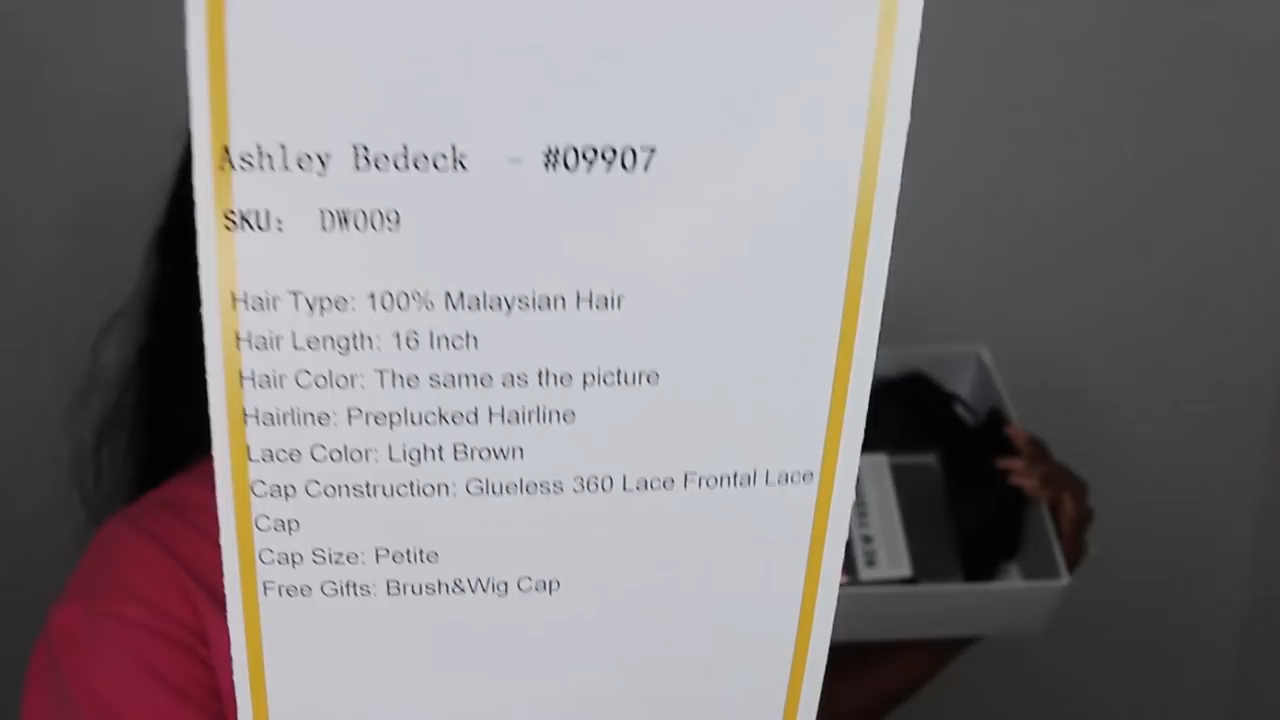 Ashley Bedeck - #09907
SKU: DW009
Hair Type: 100% Malaysian Hair
Hair Length: 16 Inch
Hair Color: The same as the picture
Hairline: Preplucked Hairline
Lace Color: Light Brown
Cap Construction: Glueless 360 Lace Frontal Lace
Cap
Cap Size: Petite
Free Gifts: Brush&Wig Cap